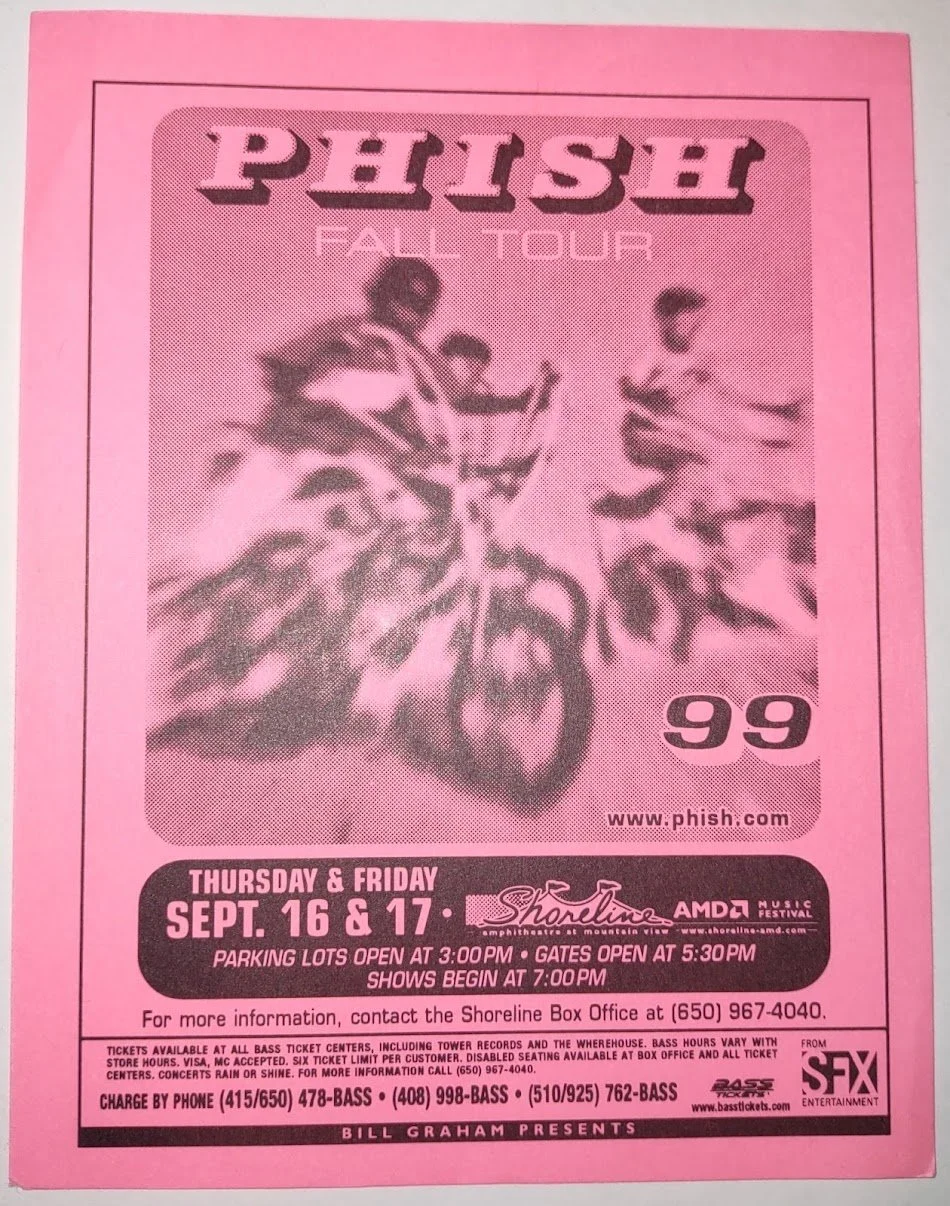 PHISH
FALL TOUR
99
www.phish.com
THURSDAY & FRIDAY
SEPT. 16 & 17 •
Shoreline
amphitheatre at mountain view
AMD MUSIC FESTIVAL
www.shoreline-amd.com
PARKING LOTS OPEN AT 3:00PM • GATES OPEN AT 5:30PM
SHOWS BEGIN AT 7:00PM
For more information, contact the Shoreline Box Office at (650) 967-4040.
TICKETS AVAILABLE AT ALL BASS TICKET CENTERS, INCLUDING TOWER RECORDS AND THE WHEREHOUSE. BASS HOURS VARY WITH
STORE HOURS. VISA, MC ACCEPTED. SIX TICKET LIMIT PER CUSTOMER. DISABLED SEATING AVAILABLE AT BOX OFFICE AND ALL TICKET
CENTERS. CONCERTS RAIN OR SHINE. FOR MORE INFORMATION CALL (650) 967-4040.
CHARGE BY PHONE (415/650) 478-BASS • (408) 998-BASS • (510/925) 762-BASS
BASS
TICKETS
www.basstickets.com
FROM
SFX
ENTERTAINMENT
BILL GRAHAM PRESENTS